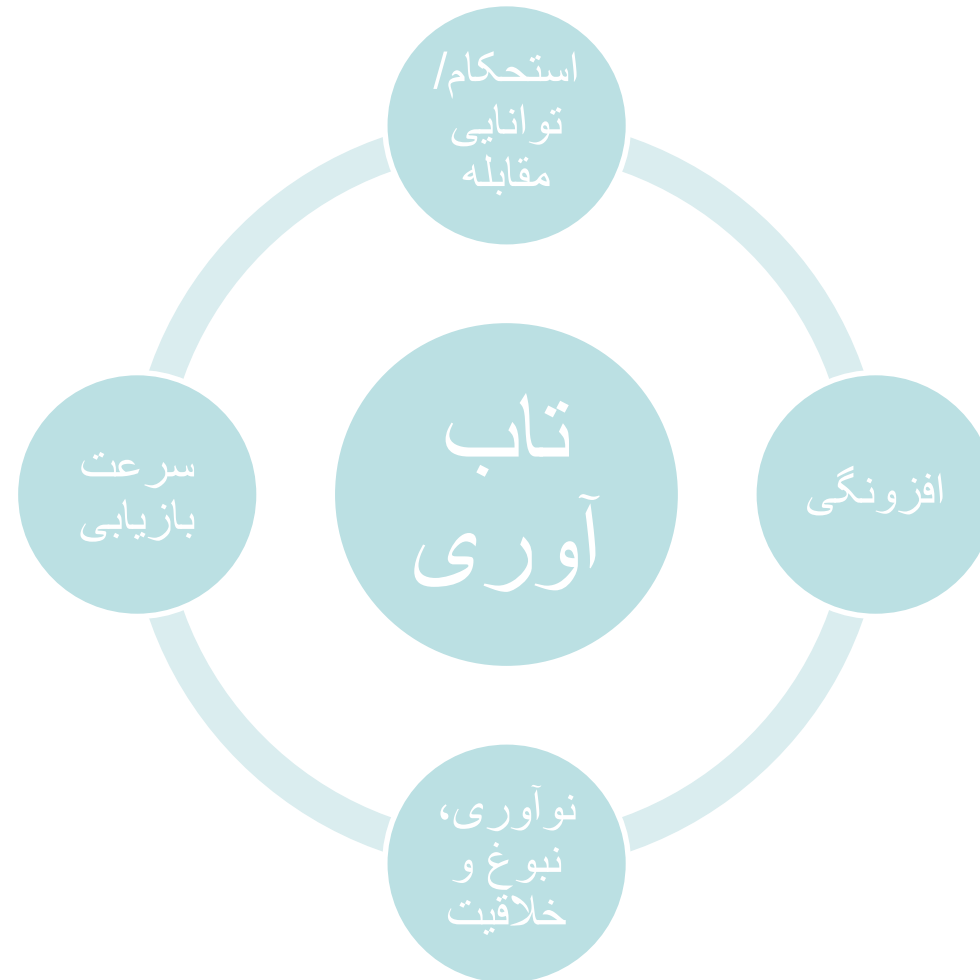 استحکام/
توانایی
مقابله
تاب
آوری
افزونگی
سرعت
بازیابی
نوآوری،
نبوغ و
خلاقیت